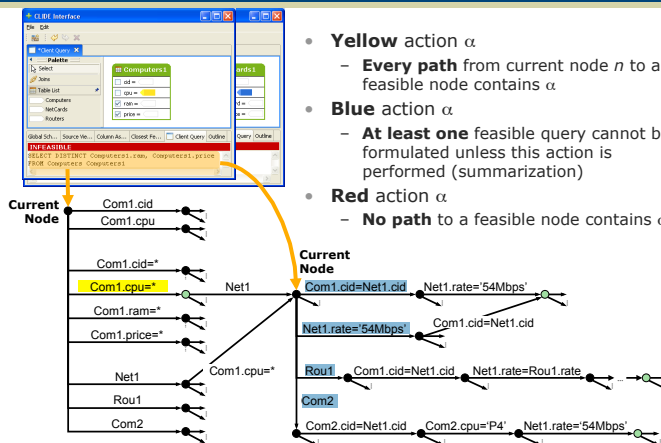 CLIDE Interface
File Edit
*Client Query
Palette
Select
Joins
Table List
Computers
NetCards
Routers
Computers1
cid =
cpu =
ram =
price =
ards1
rd =
Global Sch... Source Vie... Column As... Closest Fe... Client Query Outline
Query Outline
INFEASIBLE
SELECT DISTINCT Computers1.ram, Computers1.price
FROM Computers Computers1
• Yellow action α
– Every path from current node n to a
feasible node contains α
• Blue action α
– At least one feasible query cannot b
formulated unless this action is
performed (summarization)
• Red action α
– No path to a feasible node contains α
Current
Node
Com1.cid
Com1.cpu
Com1.cid=*
Com1.cpu=*
Com1.ram=*
Com1.price=*
Net1
Rou1
Com2
Net1
Com1.cpu=*
Current
Node
Com1.cid=Net1.cid
Net1.rate='54Mbps'
Net1.rate='54Mbps'
Com1.cid=Net1.cid
Rou1
Com1.cid=Net1.cid
Net1.rate=Rou1.rate
...
Com2
Com2.cid=Net1.cid
Com2.cpu='P4'
Net1.rate='54Mbps'